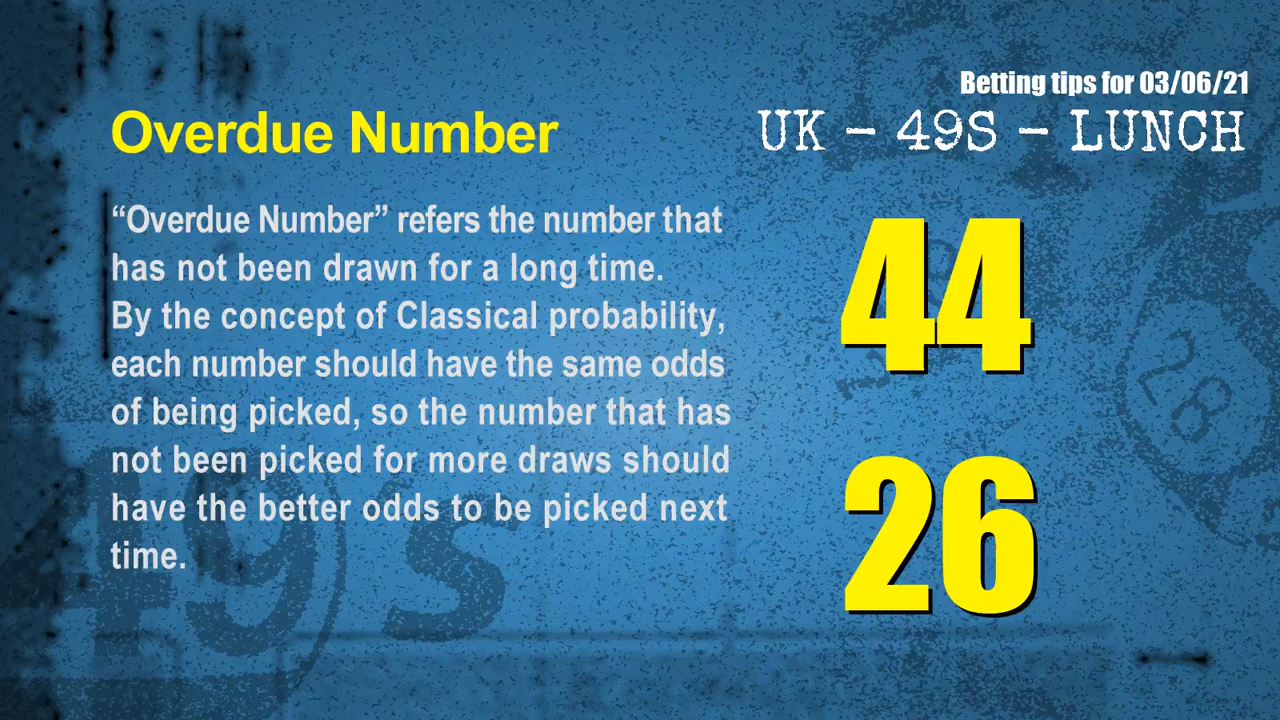 Betting tips for 03/06/21
Overdue Number
UK - 49S - LUNCH
“Overdue Number” refers the number that
has not been drawn for a long time.
By the concept of Classical probability,
each number should have the same odds
of being picked, so the number that has
not been picked for more draws should
have the better odds to be picked next
time.
44
26
28
49's